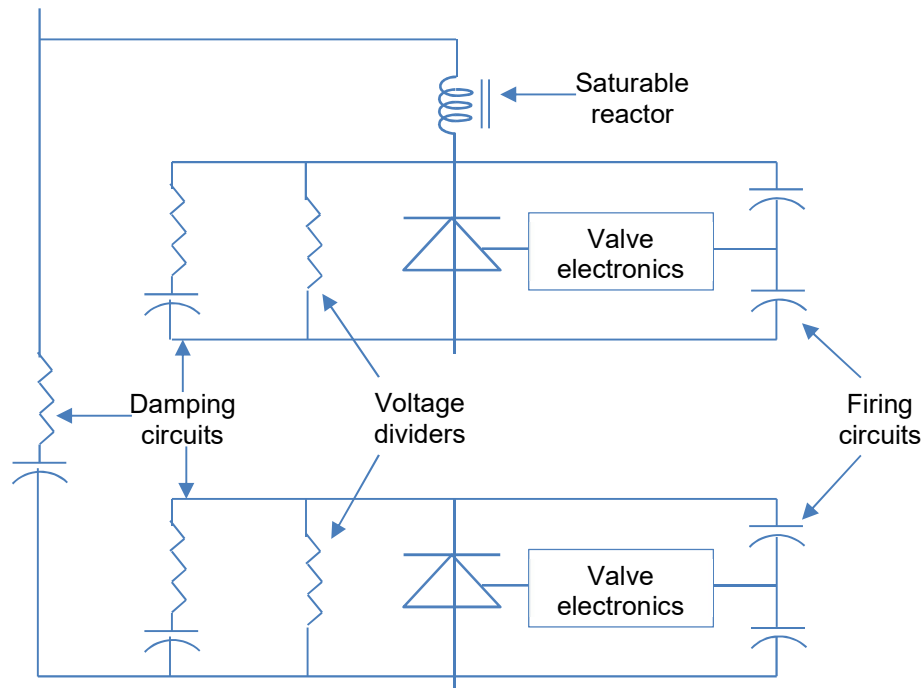 Saturable
reactor
Valve
electronics
Damping
circuits
Voltage
dividers
Firing
circuits
Valve
electronics